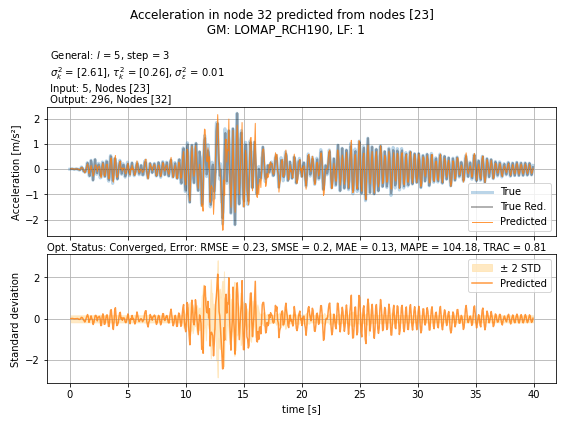 Acceleration in node 32 predicted from nodes [23]
GM: LOMAP_RCH190, LF: 1
General: l = 5, step = 3
σ²ₖ = [2.61], τ²ₖ = [0.26], σ²ε = 0.01
Input: 5, Nodes [23]
Output: 296, Nodes [32]
2
1
0
−1
−2
Acceleration [m/s²]
True
True Red.
Predicted
Opt. Status: Converged, Error: RMSE = 0.23, SMSE = 0.2, MAE = 0.13, MAPE = 104.18, TRAC = 0.81
2
0
−2
Standard deviation
± 2 STD
Predicted
0 5 10 15 20 25 30 35 40
time [s]